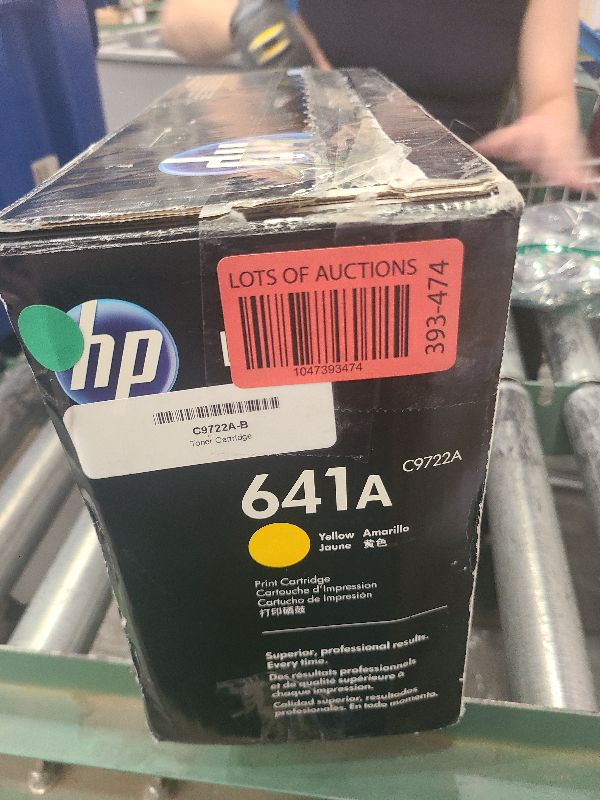 hp
LOTS OF AUCTIONS
1047393474
393-474
hp
C9722A-B
Toner Cartridge
641A
C9722A
Yellow Amarillo
Jaune 黄色
Print Cartridge
Cartouche d'Impression
Cartucho de Impresión
打印硒鼓
Superior, professional results.
Every time.
Des résultats professionnels
et de qualité supérieure à
chaque impression.
Calidad superior, resultados
profesionales. En todo momento.